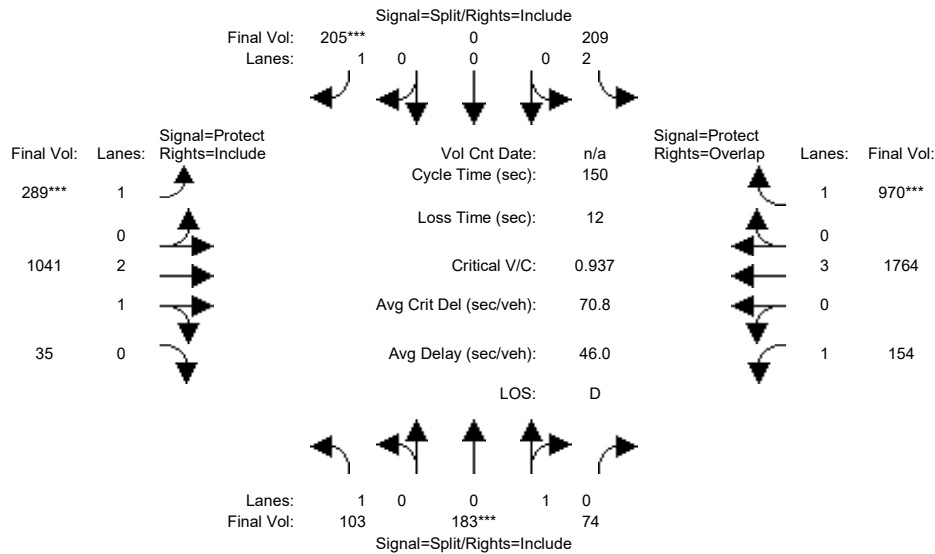 Signal=Split/Rights=Include
Final Vol: 205*** 0 209
Lanes: 1 0 0 0 2
Signal=Protect Signal=Protect
Final Vol: Lanes: Rights=Include Vol Cnt Date: n/a Rights=Overlap Lanes: Final Vol:
Cycle Time (sec): 150
289*** 1 1 970***
Loss Time (sec): 12
0 0
1041 2 Critical V/C: 0.937 3 1764
1 Avg Crit Del (sec/veh): 70.8 0
35 0 Avg Delay (sec/veh): 46.0 1 154
LOS: D
Lanes: 1 0 0 1 0
Final Vol: 103 183*** 74
Signal=Split/Rights=Include